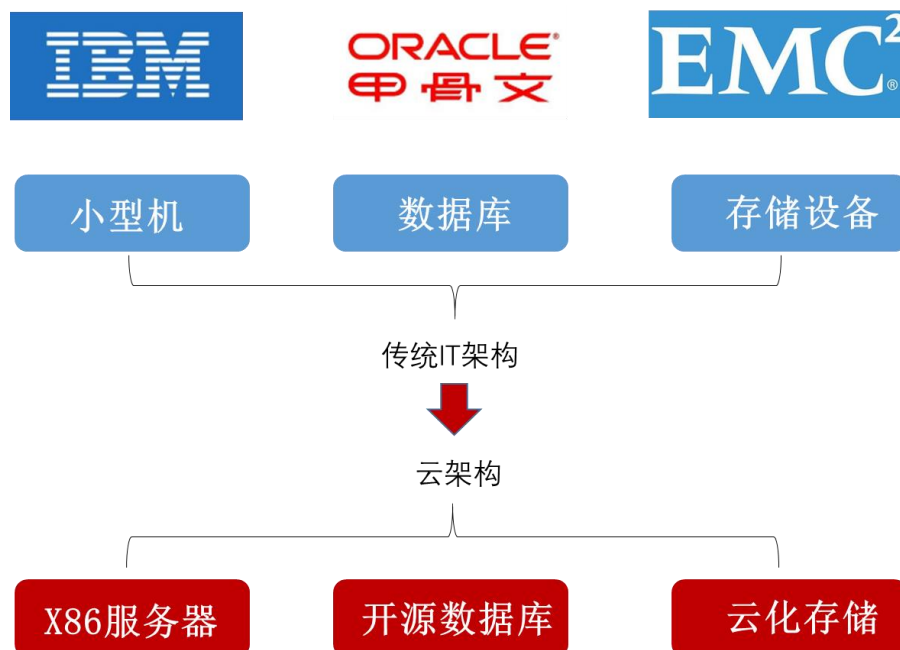 IBM
ORACLE®
甲骨文
EMC²®
小型机
数据库
存储设备
传统IT架构
云架构
X86服务器
开源数据库
云化存储